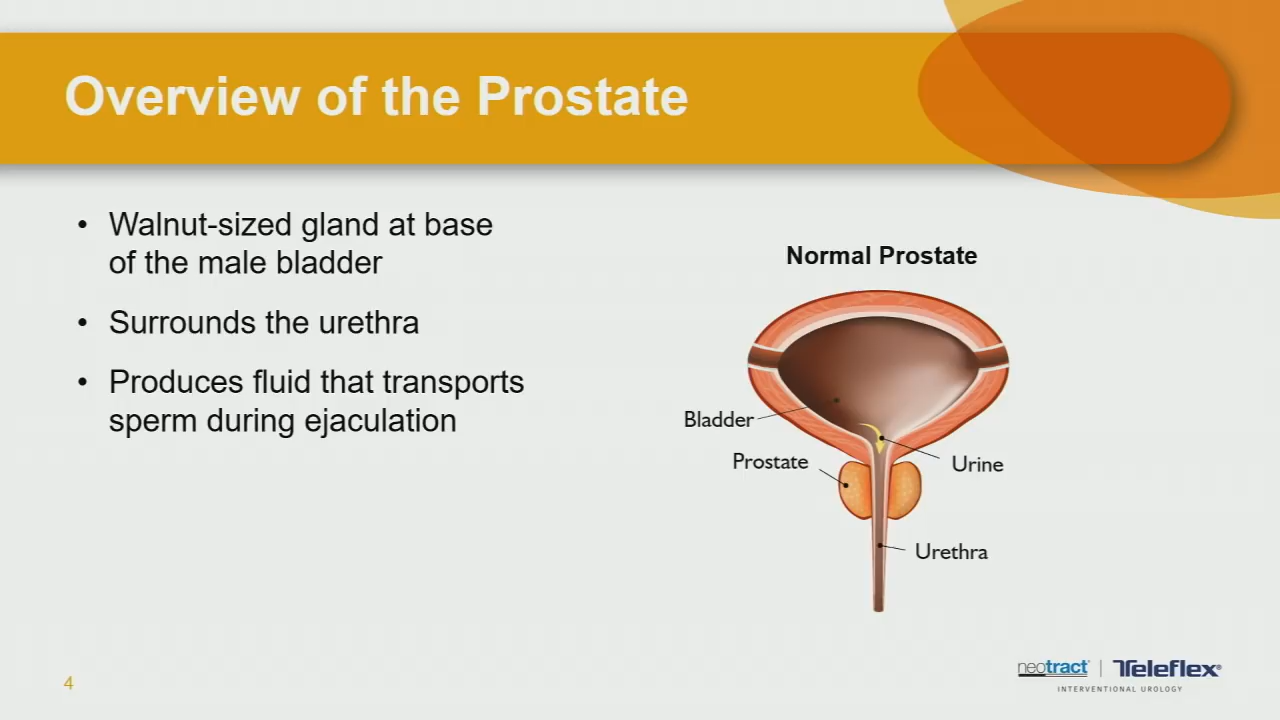 Overview of the Prostate
• Walnut-sized gland at base
of the male bladder
• Surrounds the urethra
• Produces fluid that transports
sperm during ejaculation
Normal Prostate
Bladder
Prostate
Urine
Urethra
4
neotract | Teleflex®
INTERVENTIONAL UROLOGY